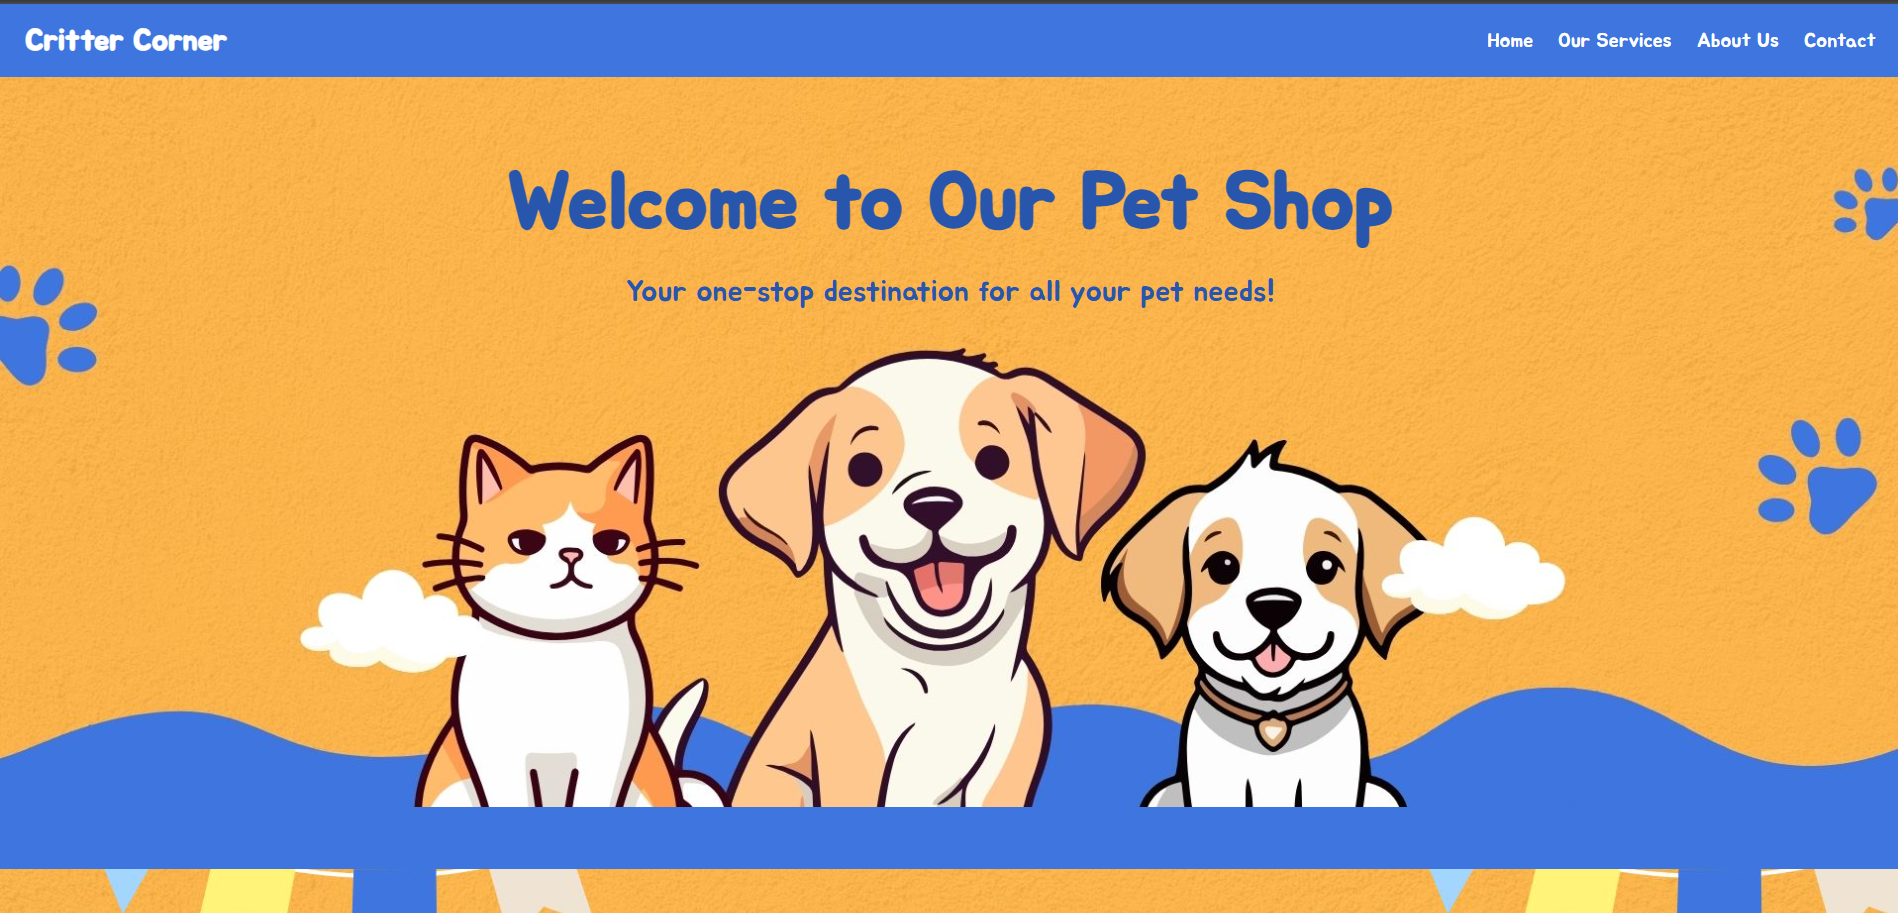 Critter Corner
Home Our Services About Us Contact
Welcome to Our Pet Shop
Your one-stop destination for all your pet needs!